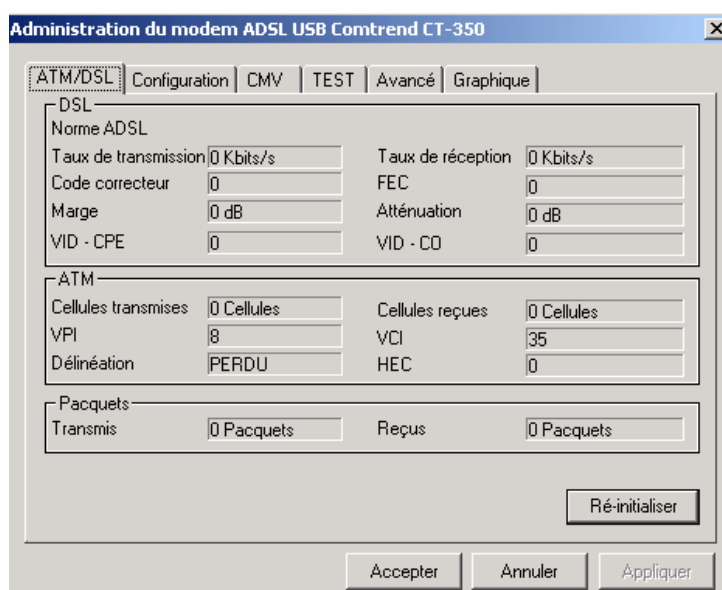 Administration du modem ADSL USB Comtrend CT-350
ATM/DSL Configuration CMV TEST Avancé Graphique
DSL
Norme ADSL
Taux de transmission 0 Kbits/s Taux de réception 0 Kbits/s
Code correcteur 0 FEC 0
Marge 0 dB Atténuation 0 dB
VID - CPE 0 VID - CO 0
ATM
Cellules transmises 0 Cellules Cellules reçues 0 Cellules
VPI 8 VCI 35
Délinéation PERDU HEC 0
Pacquets
Transmis 0 Pacquets Reçus 0 Pacquets
Ré-initialiser
Accepter Annuler Appliquer